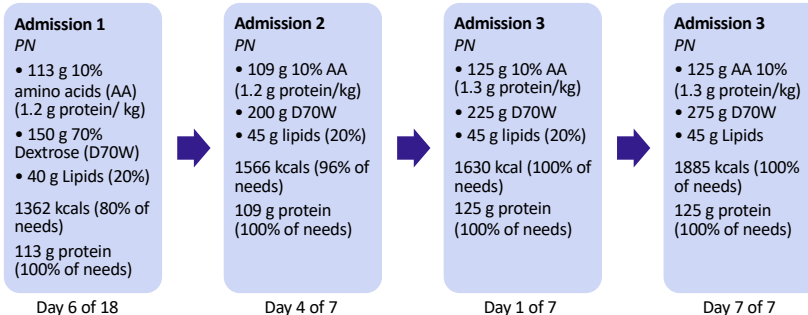 Admission 1
PN
• 113 g 10%
amino acids (AA)
(1.2 g protein/ kg)
• 150 g 70%
Dextrose (D70W)
• 40 g Lipids (20%)
1362 kcals (80% of
needs)
113 g protein
(100% of needs)
Day 6 of 18
Admission 2
PN
• 109 g 10% AA
(1.2 g protein/kg)
• 200 g D70W
• 45 g lipids (20%)
1566 kcals (96% of
needs)
109 g protein
(100% of needs)
Day 4 of 7
Admission 3
PN
• 125 g 10% AA
(1.3 g protein/kg)
• 225 g D70W
• 45 g lipids (20%)
1630 kcal (100% of
needs)
125 g protein
(100% of needs)
Day 1 of 7
Admission 3
PN
• 125 g AA 10%
(1.3 g protein/kg)
• 275 g D70W
• 45 g Lipids
1885 kcals (100%
of needs)
125 g protein
(100% of needs)
Day 7 of 7